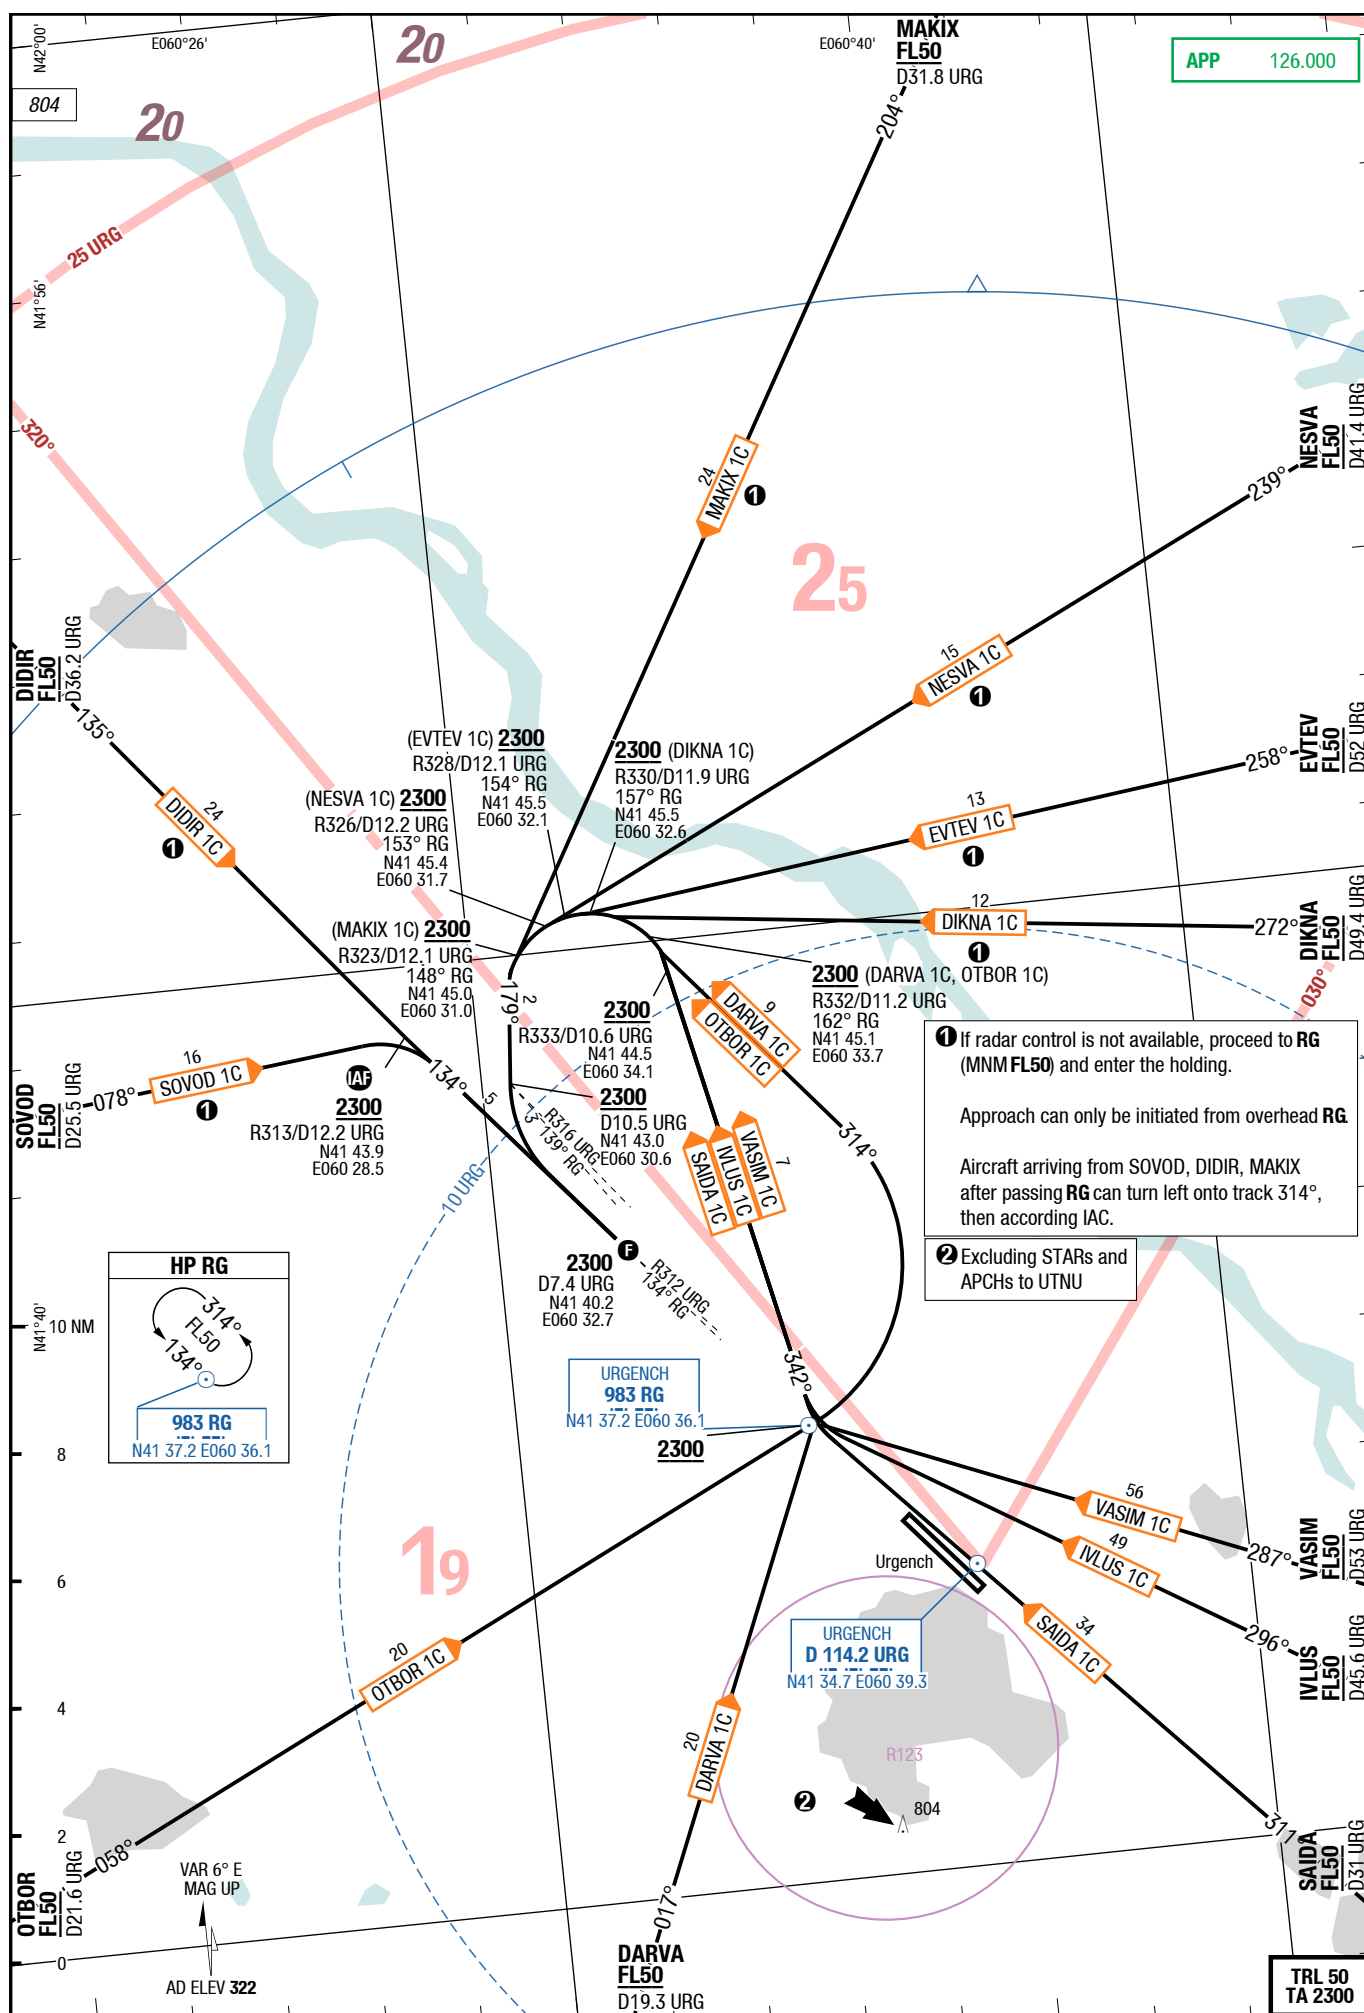 N42°00'
E060°26'
20
E060°40'
MAKIX
FL50
D31.8 URG
APP 126.000
804
20
204°
25 URG
N41°56'
320°
NESVA
FL50
D41.4 URG
239°
24
MAKIX 1C
1
25
DIDIR
FL50
D36.2 URG
135°
15
NESVA 1C
1
EVTEV
FL50
D52 URG
258°
(EVTEV 1C) 2300
R328/D12.1 URG
154° RG
N41 45.5
E060 32.1
2300 (DIKNA 1C)
R330/D11.9 URG
157° RG
N41 45.5
E060 32.6
24
DIDIR 1C
1
(NESVA 1C) 2300
R326/D12.2 URG
153° RG
N41 45.4
E060 31.7
13
EVTEV 1C
1
12
DIKNA 1C
1
272°
DIKNA
FL50
D49.4 URG
(MAKIX 1C) 2300
R323/D12.1 URG
148° RG
N41 45.0
E060 31.0
2
179°
2300 (DARVA 1C, OTBOR 1C)
R332/D11.2 URG
162° RG
N41 45.1
E060 33.7
030°
2300
R333/D10.6 URG
N41 44.5
E060 34.1
9
DARVA 1C
OTBOR 1C
1 If radar control is not available, proceed to RG
(MNM FL50) and enter the holding.
Approach can only be initiated from overhead RG.
Aircraft arriving from SOVOD, DIDIR, MAKIX
after passing RG can turn left onto track 314°,
then according IAC.
2 Excluding STARs and
APCHs to UTNU
SOVOD
FL50
D25.5 URG
078°
16
SOVOD 1C
1
IAF
2300
R313/D12.2 URG
N41 43.9
E060 28.5
134°
5
2300
D10.5 URG
N41 43.0
E060 30.6
R316 URG
139° RG
3
314°
7
VASIM 1C
IVLUS 1C
SAIDA 1C
10 URG
F
2300
D7.4 URG
N41 40.2
E060 32.7
R312 URG
134° RG
HP RG
314°
FL50
134°
983 RG
N41 37.2 E060 36.1
N41°40'
10 NM
342°
URGENCH
983 RG
N41 37.2 E060 36.1
2300
8
6
4
2
0
19
56
VASIM 1C
287°
VASIM
FL50
D53 URG
49
IVLUS 1C
296°
IVLUS
FL50
D45.6 URG
Urgench
URGENCH
D 114.2 URG
N41 34.7 E060 39.3
34
SAIDA 1C
311°
SAIDA
FL50
D31 URG
20
OTBOR 1C
058°
OTBOR
FL50
D21.6 URG
20
DARVA 1C
017°
DARVA
FL50
D19.3 URG
R123
2
804
VAR 6° E
MAG UP
AD ELEV 322
TRL 50
TA 2300